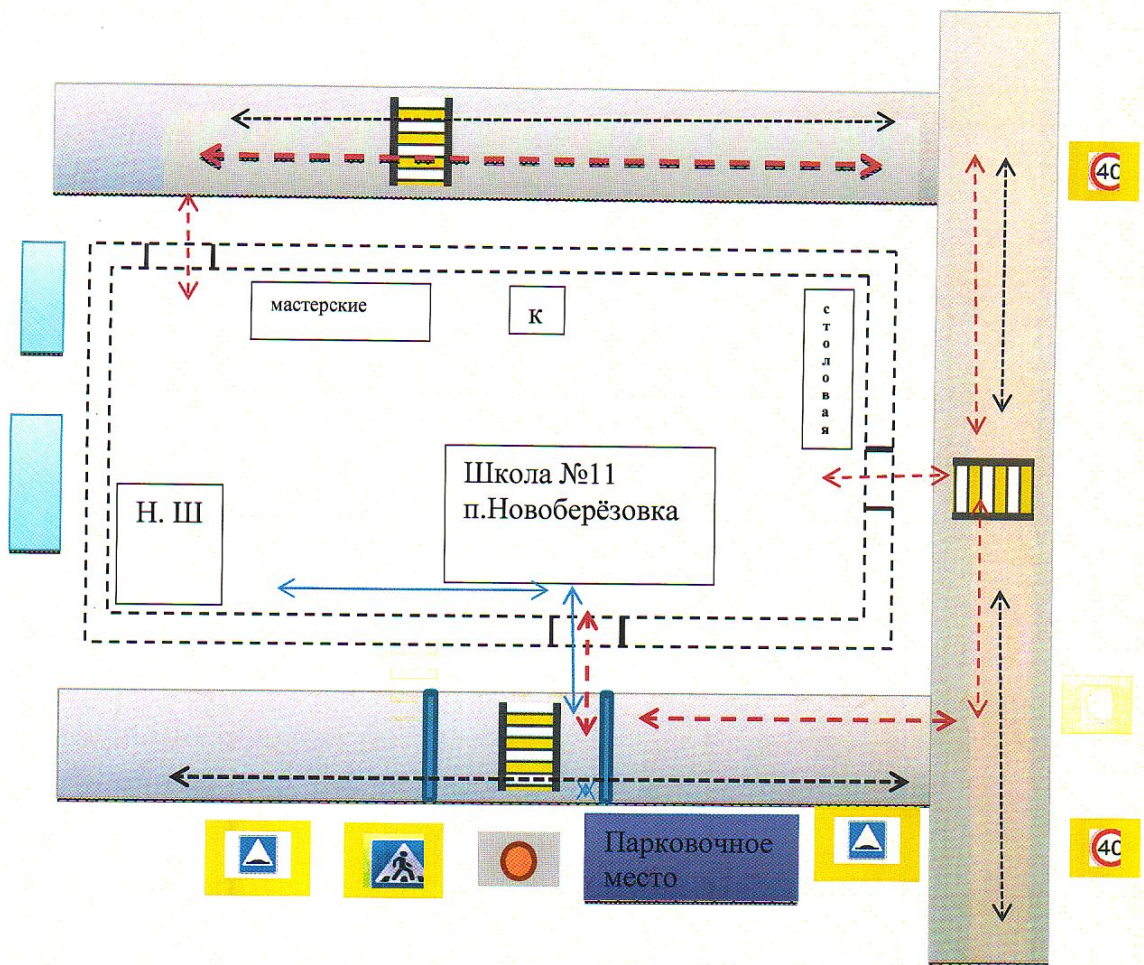 40
мастерские
к
столовая
Школа №11
п.Новоберёзовка
Н. Ш
Парковочное
место
40